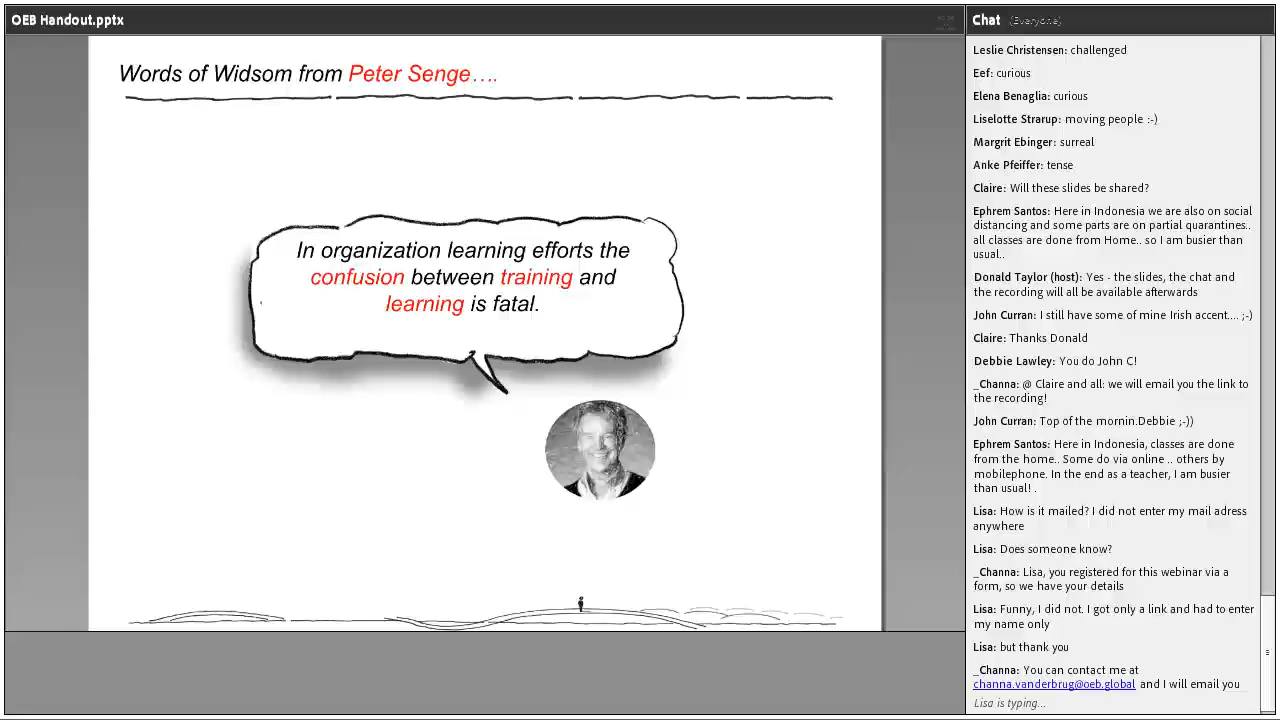 OEB Handout.pptx
Words of Widsom from Peter Senge….
In organization learning efforts the
confusion between training and
learning is fatal.
Chat (Everyone)
Leslie Christensen: challenged
Eef: curious
Elena Benaglia: curious
Liselotte Strarup: moving people :-)
Margrit Ebinger: surreal
Anke Pfeiffer: tense
Claire: Will these slides be shared?
Ephrem Santos: Here in Indonesia we are also on social
distancing and some parts are on partial quarantines..
all classes are done from Home.. so I am busier than
usual..
Donald Taylor (host): Yes - the slides, the chat and
the recording will all be available afterwards
John Curran: I still have some of mine Irish accent.... ;-)
Claire: Thanks Donald
Debbie Lawley: You do John C!
_Channa: @ Claire and all: we will email you the link to
the recording!
John Curran: Top of the mornin.Debbie ;-))
Ephrem Santos: Here in Indonesia, classes are done
from the home.. Some do via online .. others by
mobilephone. In the end as a teacher, I am busier
than usual! .
Lisa: How is it mailed? I did not enter my mail adress
anywhere
Lisa: Does someone know?
_Channa: Lisa, you registered for this webinar via a
form, so we have your details
Lisa: Funny, I did not. I got only a link and had to enter
my name only
Lisa: but thank you
_Channa: You can contact me at
channa.vanderbrug@oeb.global and I will email you
Lisa is typing...